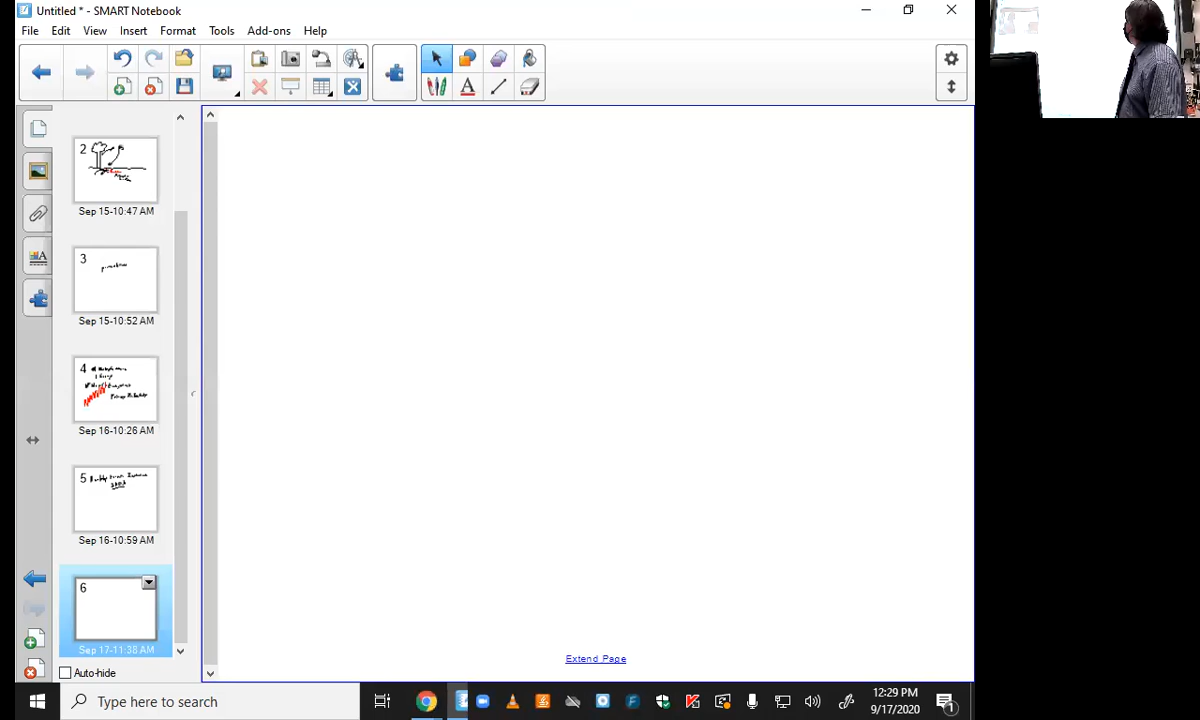 Untitled * - SMART Notebook
File Edit View Insert Format Tools Add-ons Help
2
Sep 15-10:47 AM
3
Sep 15-10:52 AM
4
Sep 16-10:26 AM
5
Sep 16-10:59 AM
6
Sep 17-11:38 AM
Auto-hide
Extend Page
Type here to search
12:29 PM
9/17/2020
1